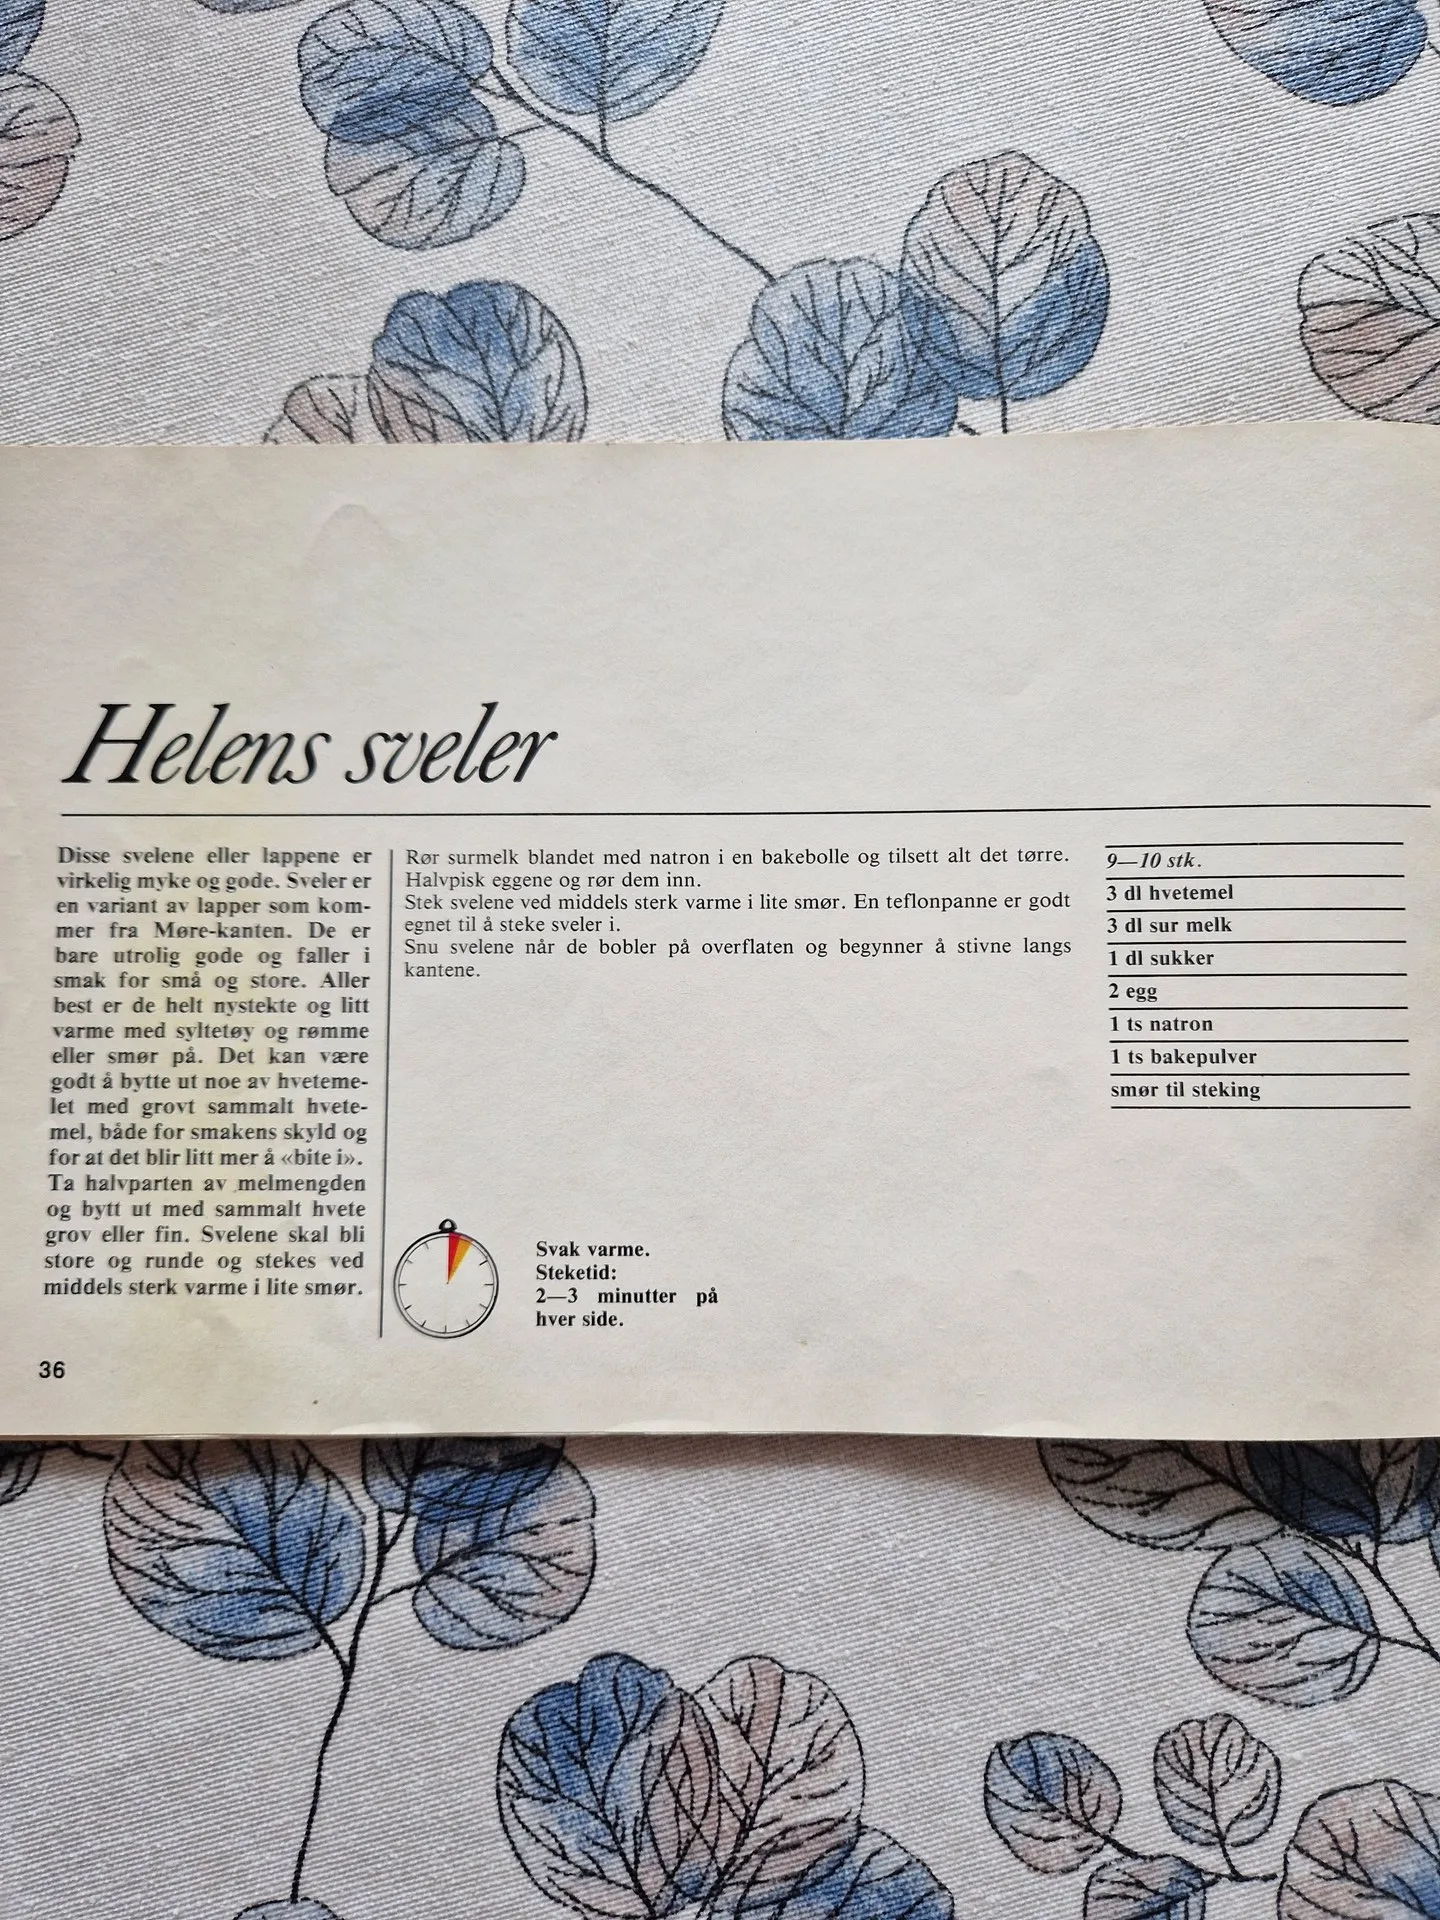 Helens sveler
Disse svelene eller lappene er
virkelig myke og gode. Sveler er
en variant av lapper som kom-
mer fra Møre-kanten. De er
bare utrolig gode og faller i
smak for små og store. Aller
best er de helt nystekte og litt
varme med syltetøy og rømme
eller smør på. Det kan være
godt å bytte ut noe av hveteme-
let med grovt sammalt hvete-
mel, både for smakens skyld og
for at det blir litt mer å «bite i».
Ta halvparten av melmengden
og bytt ut med sammalt hvete
grov eller fin. Svelene skal bli
store og runde og stekes ved
middels sterk varme i lite smør.
Rør surmelk blandet med natron i en bakebolle og tilsett alt det tørre.
Halvpisk eggene og rør dem inn.
Stek svelene ved middels sterk varme i lite smør. En teflonpanne er godt
egnet til å steke sveler i.
Snu svelene når de bobler på overflaten og begynner å stivne langs
kantene.
Svak varme.
Steketid:
2—3 minutter på
hver side.
9—10 stk.
3 dl hvetemel
3 dl sur melk
1 dl sukker
2 egg
1 ts natron
1 ts bakepulver
smør til steking
36